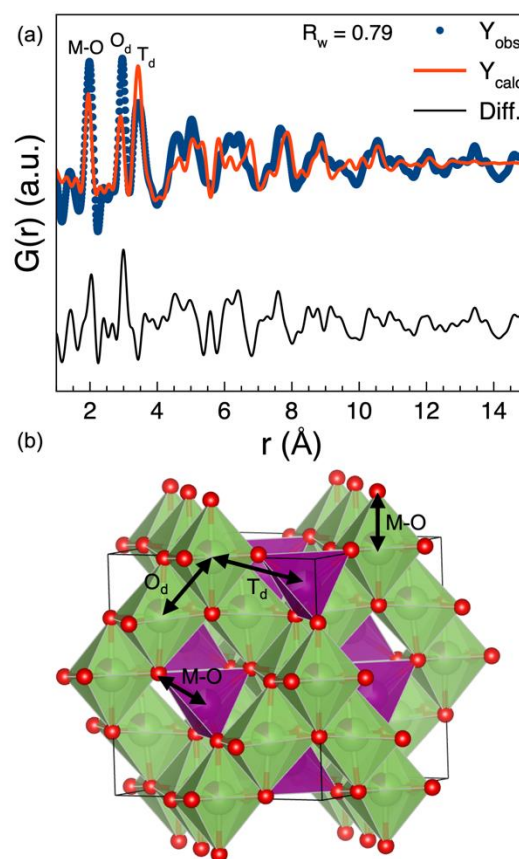 (a)
M-O
O_d
T_d
R_w = 0.79
Y_obs
Y_calc
Diff.
G(r) (a.u.)
2 4 6 8 10 12 14
r (Å)
(b)
M-O
O_d
T_d
M-O